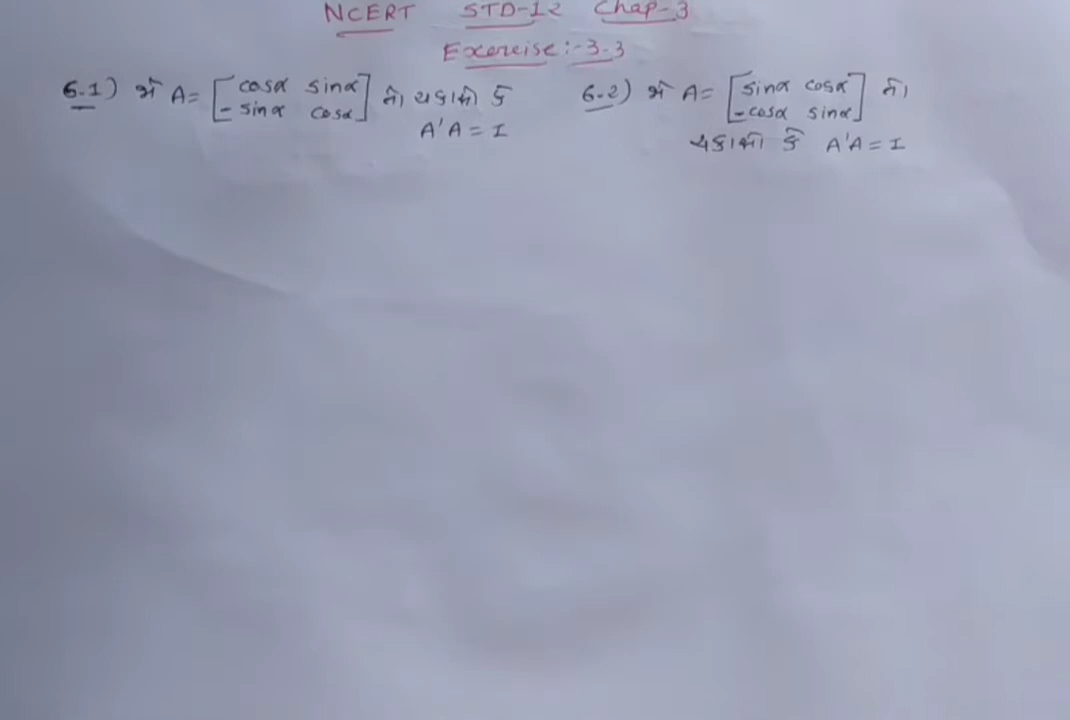 NCERT STD-12 Chap-3
Exercise:-3.3
6.1) જો A = [cosα sinα
-sinα cosα] તો ચકાસો કે
A'A = I
6.2) જો A = [sinα cosα
-cosα sinα] તો
ચકાસો કે A'A = I